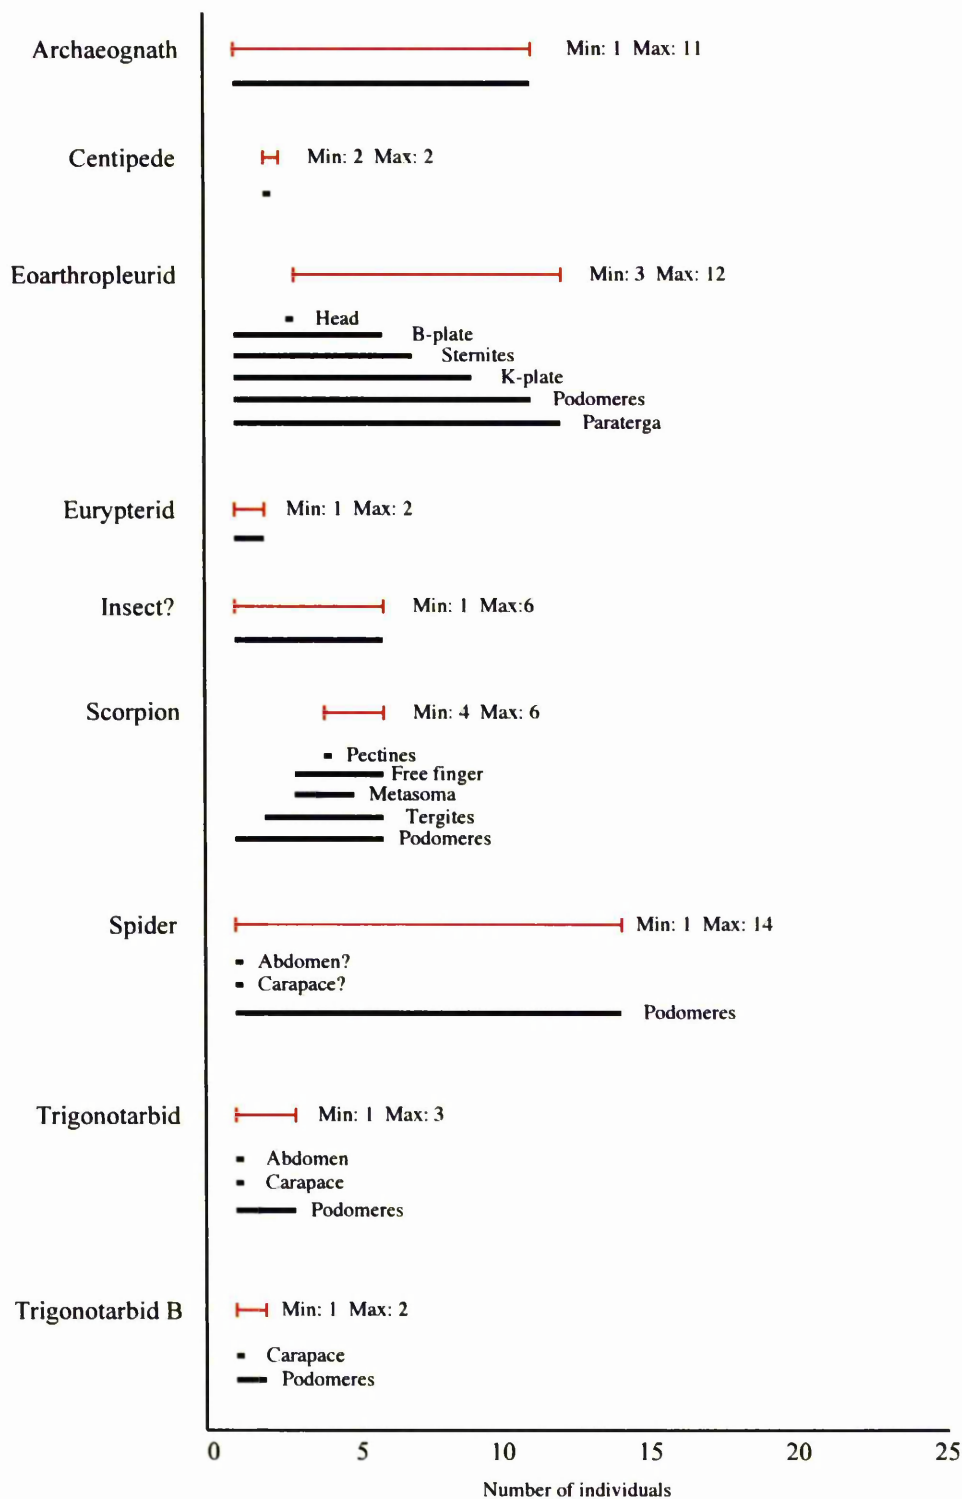 Archaeognath Min: 1 Max: 11
Centipede Min: 2 Max: 2
Eoarthropleurid Min: 3 Max: 12
Head
B-plate
Sternites
K-plate
Podomeres
Paraterga
Eurypterid Min: 1 Max: 2
Insect? Min: 1 Max:6
Scorpion Min: 4 Max: 6
Pectines
Free finger
Metasoma
Tergites
Podomeres
Spider Min: 1 Max: 14
Abdomen?
Carapace?
Podomeres
Trigonotarbid Min: 1 Max: 3
Abdomen
Carapace
Podomeres
Trigonotarbid B Min: 1 Max: 2
Carapace
Podomeres
0 5 10 15 20 25
Number of individuals